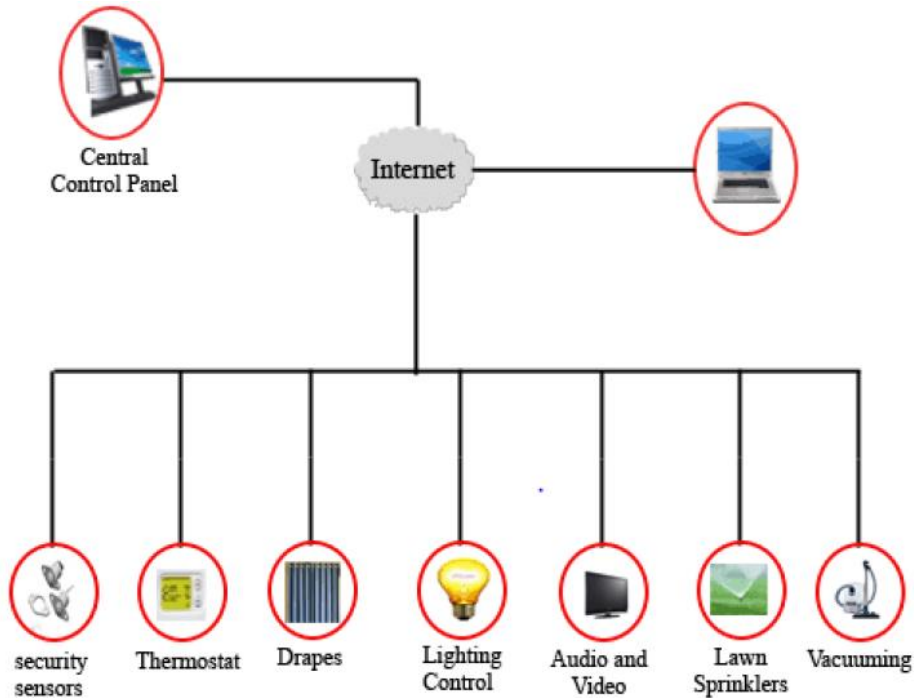 Central
Control Panel
Internet
security
sensors
Thermostat
Drapes
Lighting
Control
Audio and
Video
Lawn
Sprinklers
Vacuuming